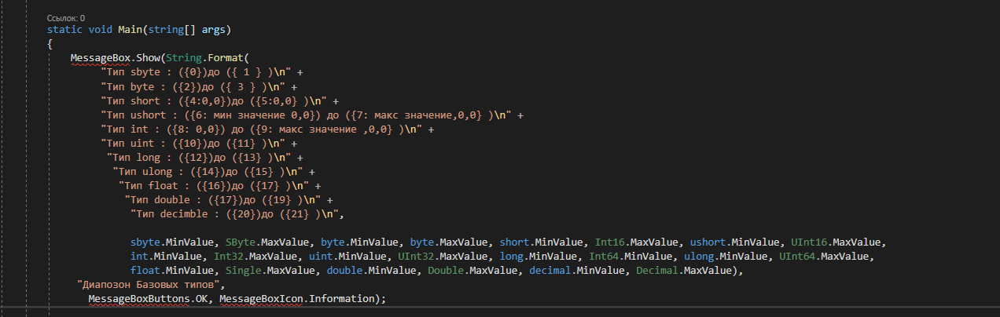 Ссылок: 0
static void Main(string[] args)
{
MessageBox.Show(String.Format(
"Тип sbyte : ({0})до ({ 1 } )\n" +
"Тип byte : ({2})до ({ 3 } )\n" +
"Тип short : ({4:0,0})до ({5:0,0} )\n" +
"Тип ushort : ({6: мин значение 0,0}) до ({7: макс значение,0,0} )\n" +
"Тип int : ({8: 0,0}) до ({9: макс значение ,0,0} )\n" +
"Тип uint : ({10})до ({11} )\n" +
"Тип long : ({12})до ({13} )\n" +
"Тип ulong : ({14})до ({15} )\n" +
"Тип float : ({16})до ({17} )\n" +
"Тип double : ({17})до ({19} )\n" +
"Тип decimble : ({20})до ({21} )\n",
sbyte.MinValue, SByte.MaxValue, byte.MinValue, byte.MaxValue, short.MinValue, Int16.MaxValue, ushort.MinValue, UInt16.MaxValue,
int.MinValue, Int32.MaxValue, uint.MinValue, UInt32.MaxValue, long.MinValue, Int64.MaxValue, ulong.MinValue, UInt64.MaxValue,
float.MinValue, Single.MaxValue, double.MinValue, Double.MaxValue, decimal.MinValue, Decimal.MaxValue),
"Диапозон Базовых типов",
MessageBoxButtons.OK, MessageBoxIcon.Information);